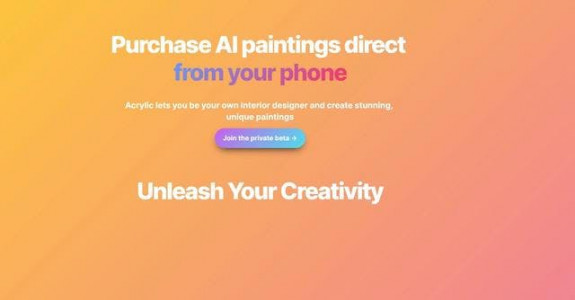 Purchase AI paintings direct
from your phone
Acrylic lets you be your own interior designer and create stunning,
unique paintings
Join the private beta →
Unleash Your Creativity